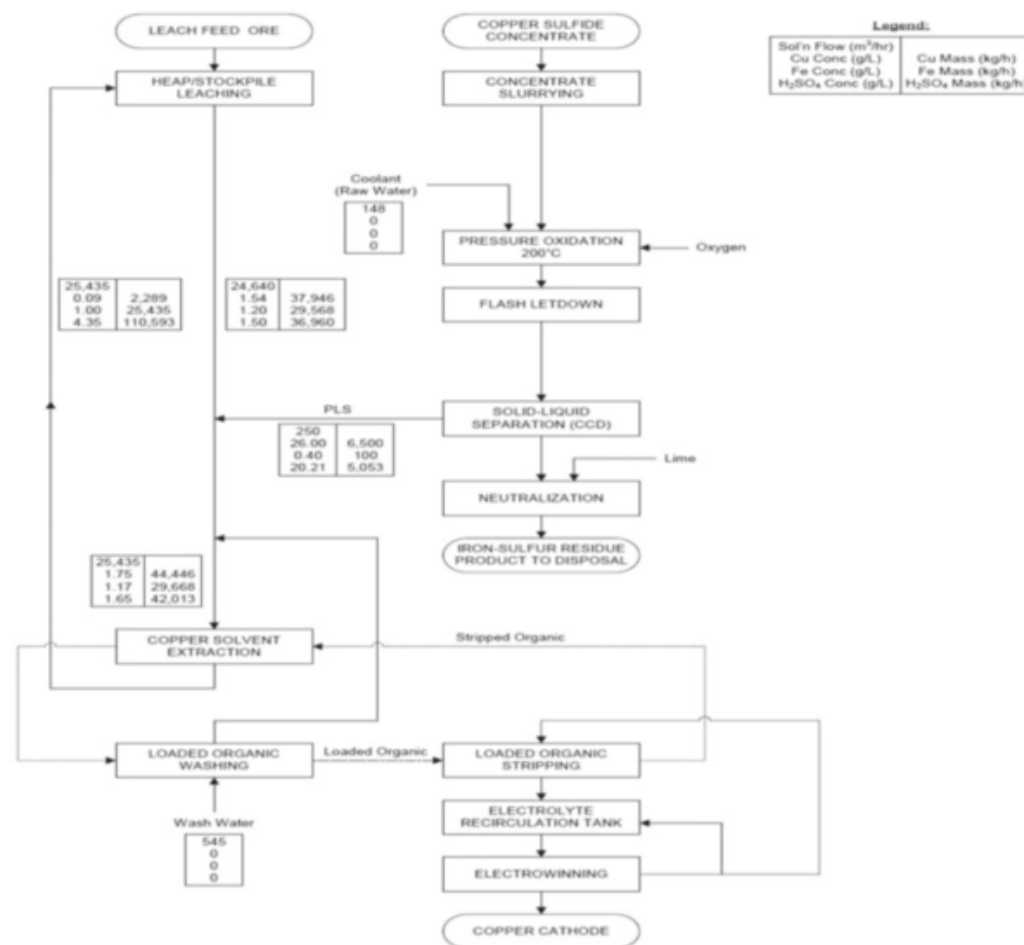 LEACH FEED ORE
COPPER SULFIDE
CONCENTRATE
Legend:
Sol'n Flow (m³/hr)
Cu Conc (g/L) Cu Mass (kg/h)
Fe Conc (g/L) Fe Mass (kg/h)
H₂SO₄ Conc (g/L) H₂SO₄ Mass (kg/h)
HEAP/STOCKPILE
LEACHING
CONCENTRATE
SLURRYING
Coolant
(Raw Water)
148
0
0
0
PRESSURE OXIDATION
200°C
Oxygen
FLASH LETDOWN
25,435
0.09 2,289
1.00 25,435
4.35 110,593
24,640
1.54 37,946
1.20 29,568
1.50 36,960
PLS
250
26.00 6,500
0.40 100
20.21 5,053
SOLID-LIQUID
SEPARATION (CCD)
Lime
NEUTRALIZATION
IRON-SULFUR RESIDUE
PRODUCT TO DISPOSAL
25,435
1.75 44,446
1.17 29,668
1.65 42,013
COPPER SOLVENT
EXTRACTION
Stripped Organic
LOADED ORGANIC
WASHING
Loaded Organic
LOADED ORGANIC
STRIPPING
Wash Water
545
0
0
0
ELECTROLYTE
RECIRCULATION TANK
ELECTROWINNING
COPPER CATHODE